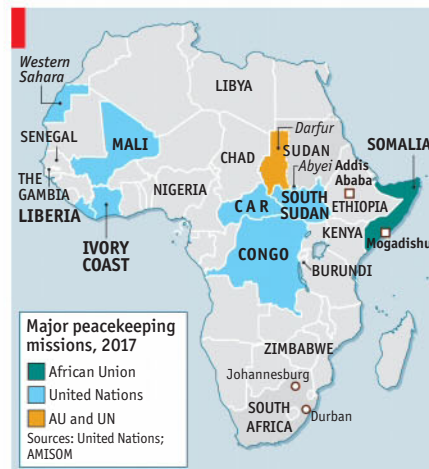 Western
Sahara
LIBYA
SENEGAL
MALI
Darfur
CHAD
SUDAN
SOMALIA
Abyei
Addis
Ababa
THE
GAMBIA
NIGERIA
CAR
SOUTH
SUDAN
ETHIOPIA
LIBERIA
IVORY
COAST
CONGO
KENYA
Mogadishu
BURUNDI
Major peacekeeping
missions, 2017
African Union
United Nations
AU and UN
Sources: United Nations;
AMISOM
ZIMBABWE
Johannesburg
SOUTH
AFRICA
Durban